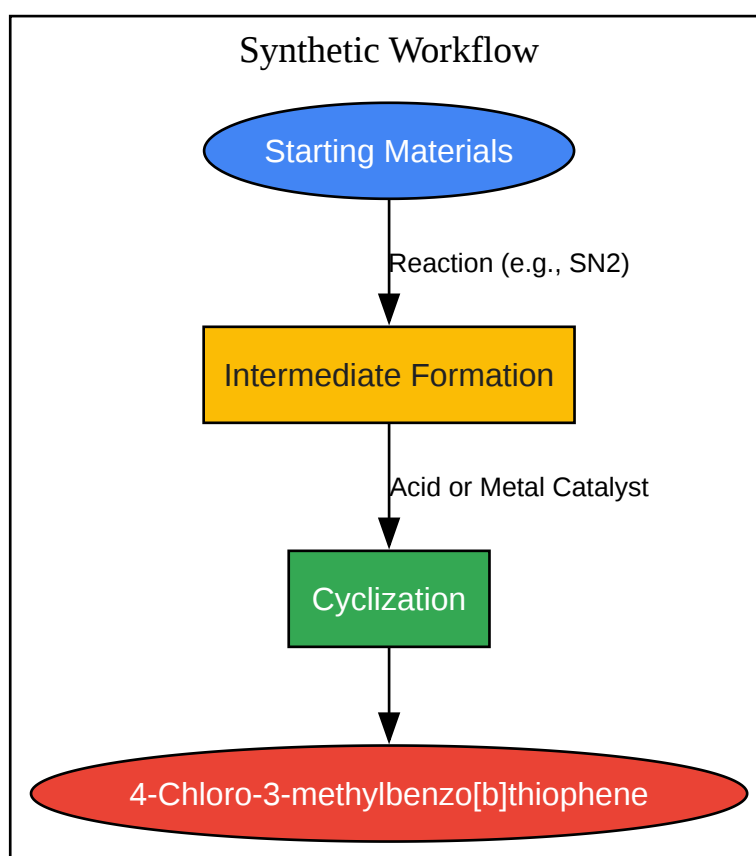 Synthetic Workflow
Starting Materials
Reaction (e.g., SN2)
Intermediate Formation
Acid or Metal Catalyst
Cyclization
4-Chloro-3-methylbenzo[b]thiophene